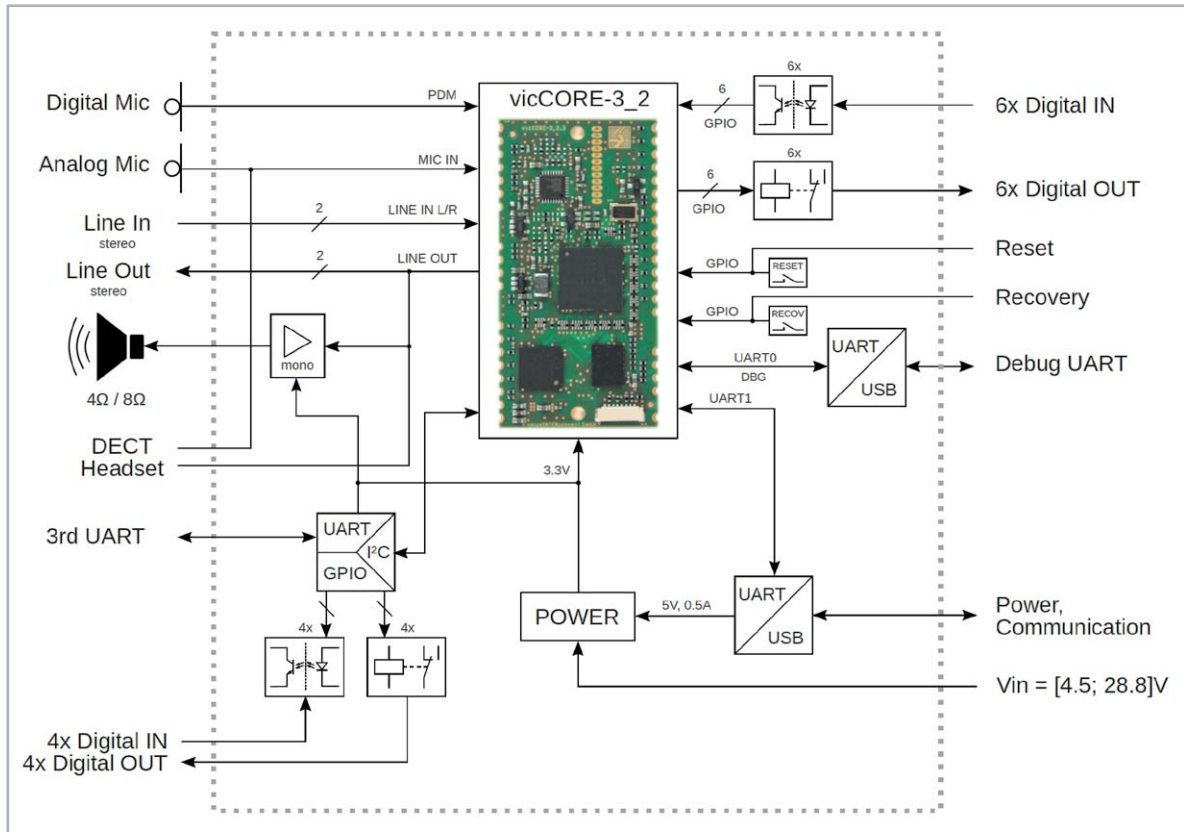 Digital Mic
PDM
Analog Mic
MIC IN
Line In
stereo
2
LINE IN L/R
Line Out
stereo
2
LINE OUT
mono
4Ω / 8Ω
DECT
Headset
3rd UART
UART
I²C
GPIO
4x
4x
4x Digital IN
4x Digital OUT
vicCORE-3_2
vicCORE-3_3.3
3.3V
POWER
5V, 0.5A
6
GPIO
6x
6x Digital IN
6
GPIO
6x
6x Digital OUT
GPIO
RESET
Reset
GPIO
RECOV
Recovery
UART0
DBG
UART
USB
Debug UART
UART1
UART
USB
Power,
Communication
Vin = [4.5; 28.8]V